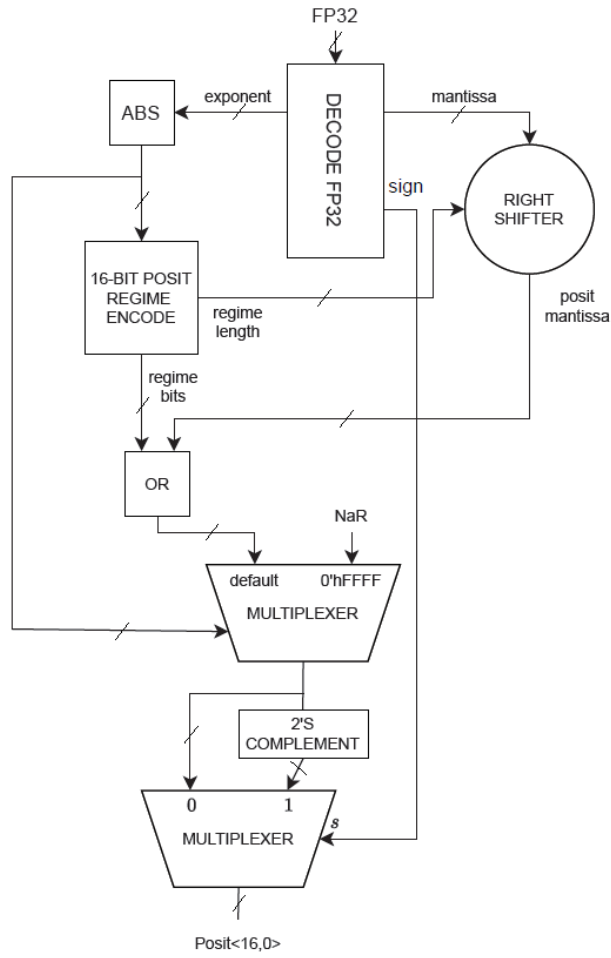 FP32
DECODE FP32
exponent
mantissa
ABS
sign
RIGHT
SHIFTER
16-BIT POSIT
REGIME
ENCODE
regime
length
posit
mantissa
regime
bits
OR
NaR
default
0'hFFFF
MULTIPLEXER
2'S
COMPLEMENT
0
1
s
MULTIPLEXER
Posit<16,0>